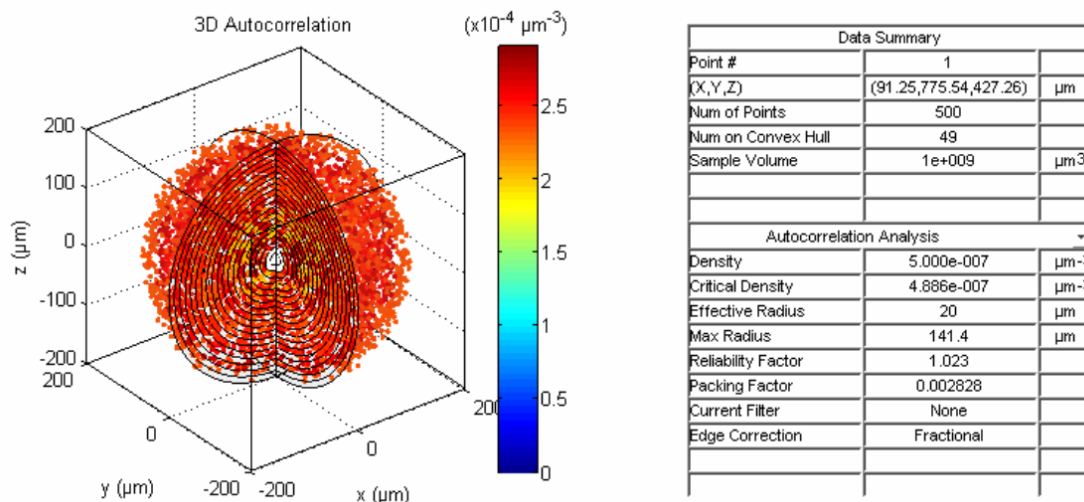 3D Autocorrelation
(x10⁻⁴ µm⁻³)
200
100
0
-100
-200
z (µm)
200
0
-200
y (µm)
-200
0
200
x (µm)
2.5
2
1.5
1
0.5
0
Data Summary
Point # 1
(X,Y,Z) (91.25,775.54,427.26) µm
Num of Points 500
Num on Convex Hull 49
Sample Volume 1e+009 µm3
Autocorrelation Analysis
Density 5.000e-007 µm-
Critical Density 4.886e-007 µm-
Effective Radius 20 µm
Max Radius 141.4 µm
Reliability Factor 1.023
Packing Factor 0.002828
Current Filter None
Edge Correction Fractional